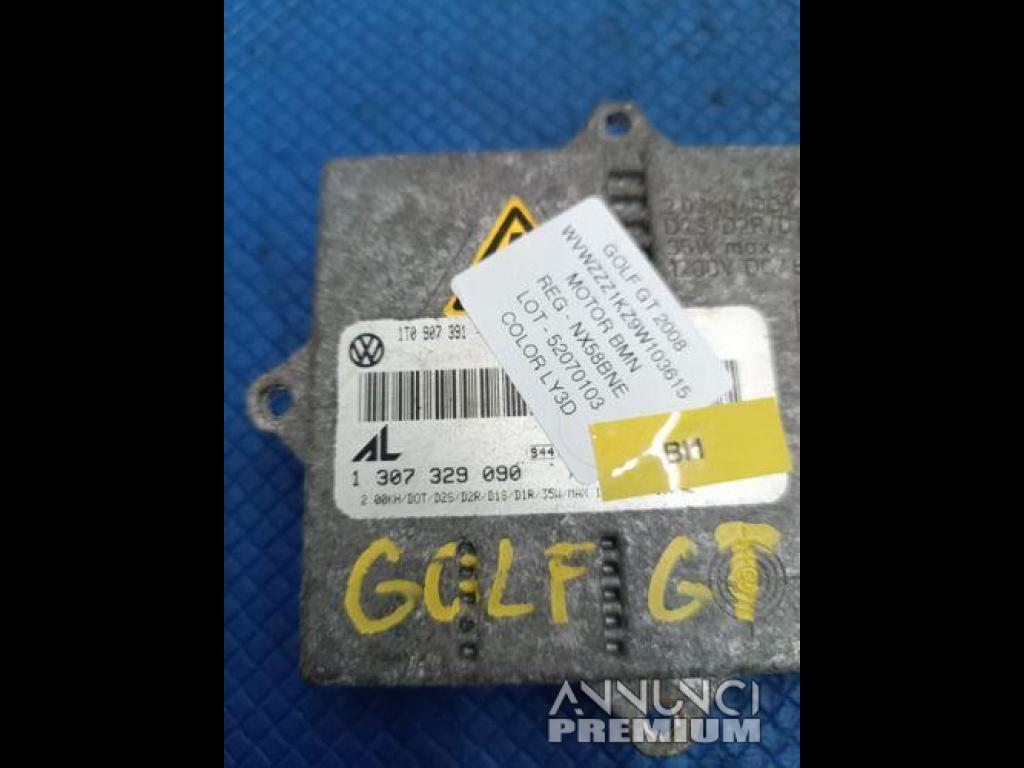 D2S/D2R/D
35W max
1T0 907 391
GOLF GT 2008
WVWZZZ1KZ9W103615
MOTOR BMN
REG - NX58BNE
LOT - 52070103
COLOR LY3D
BH
AL
944
1 307 329 090
2.00KH/DOT/D2S/D2R/D1S/D1R/35W/MAX
GOLF GT
ANNUNCI
PREMIUM